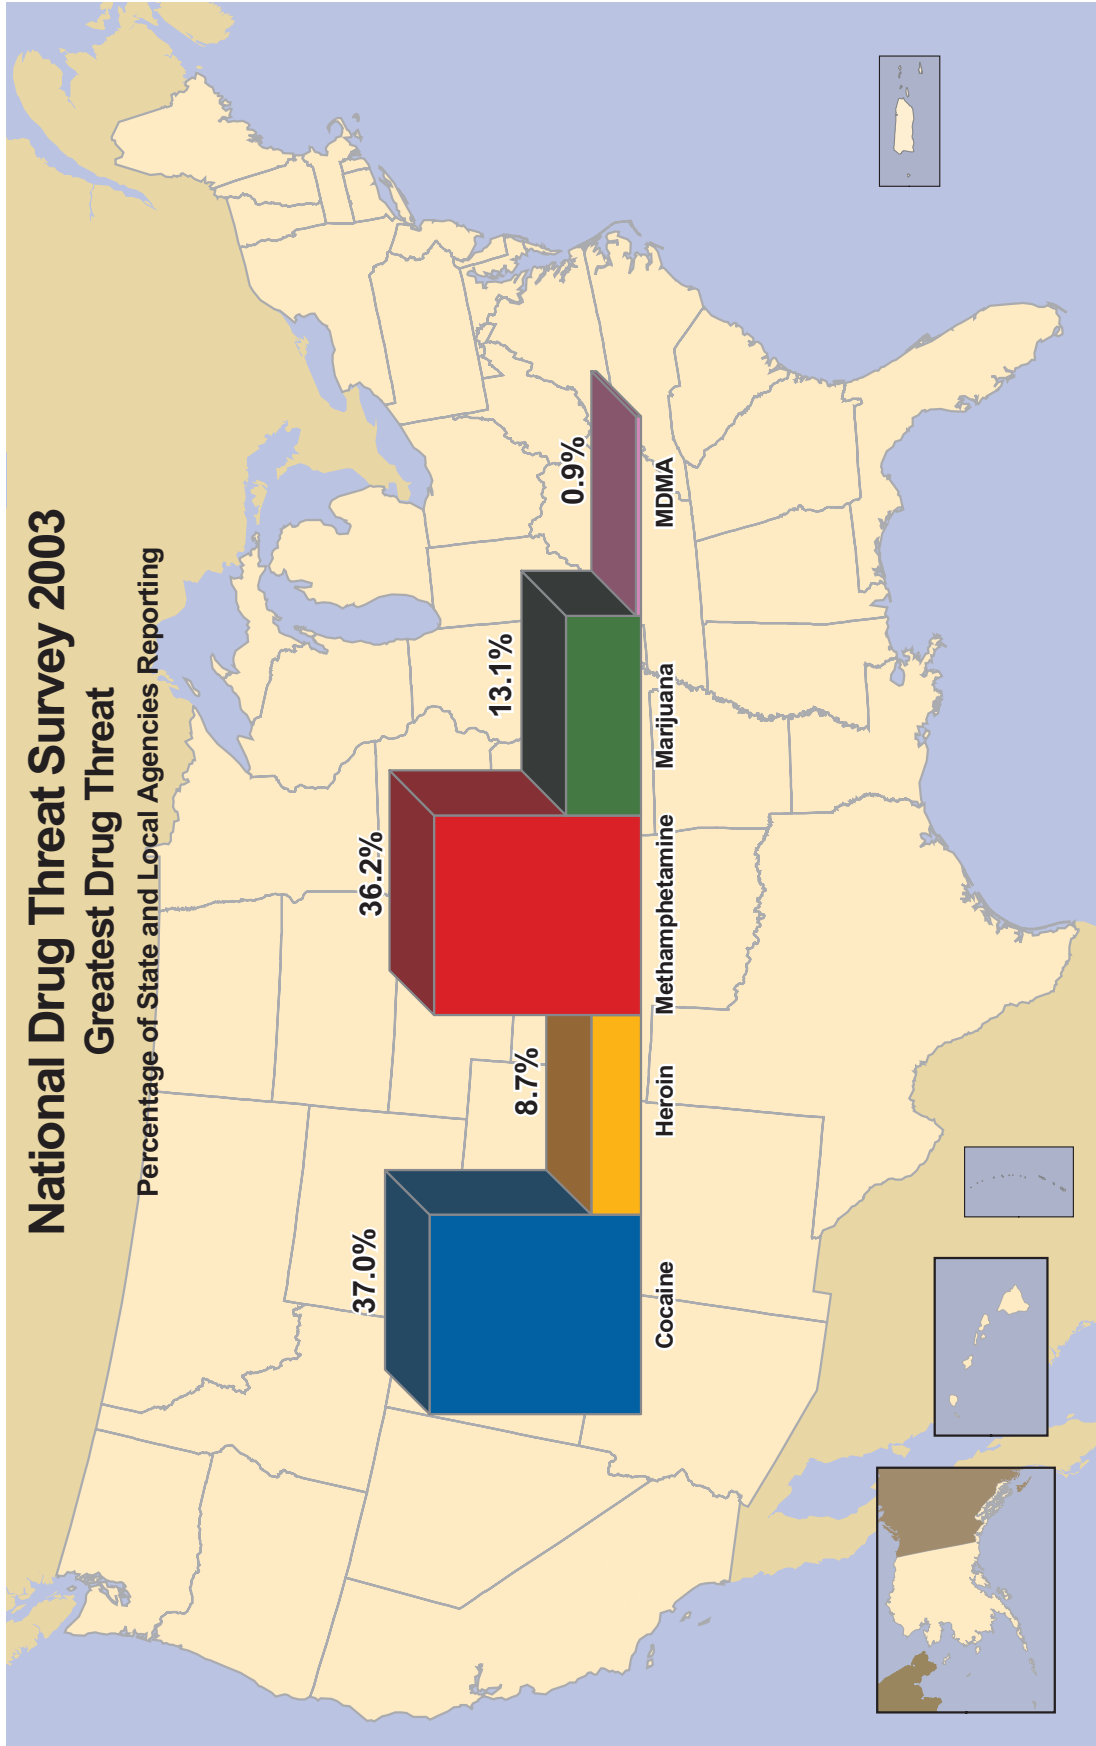 National Drug Threat Survey 2003
Greatest Drug Threat
Percentage of State and Local Agencies Reporting
37.0%
8.7%
36.2%
13.1%
0.9%
Cocaine
Heroin
Methamphetamine
Marijuana
MDMA